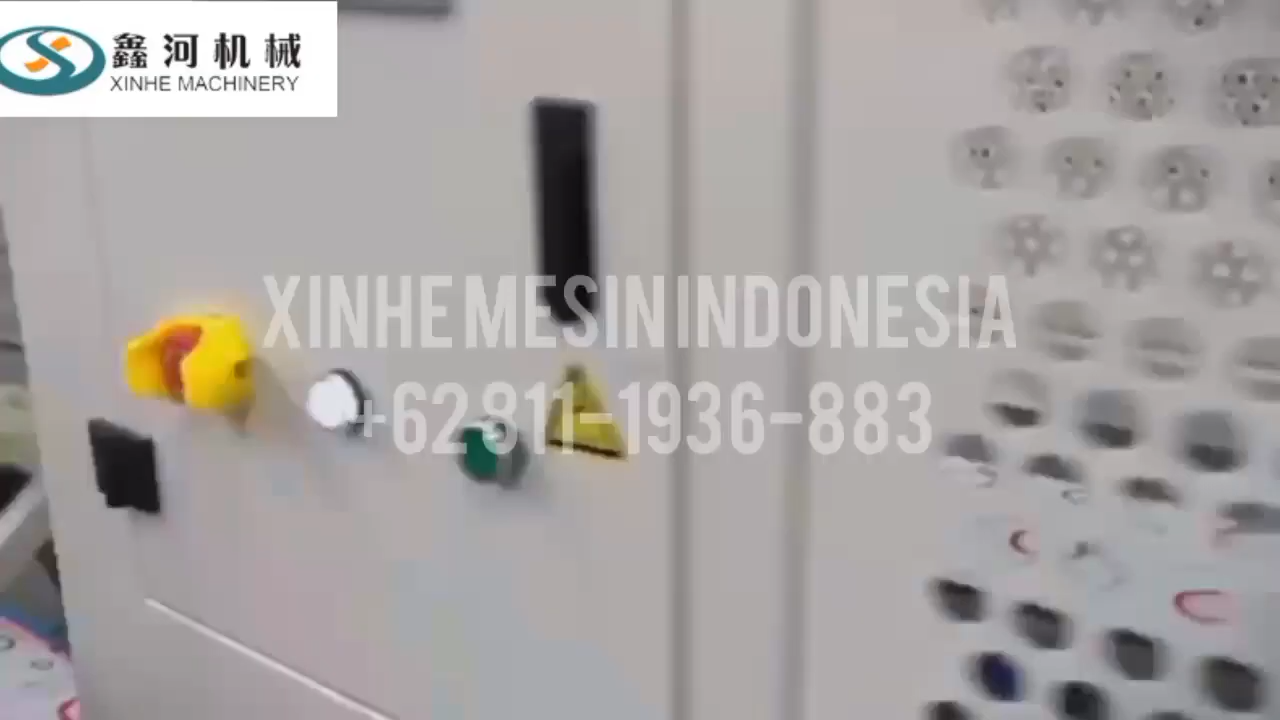 鑫河机械
XINHE MACHINERY
XINHE MESIN INDONESIA
+62 811-1936-883